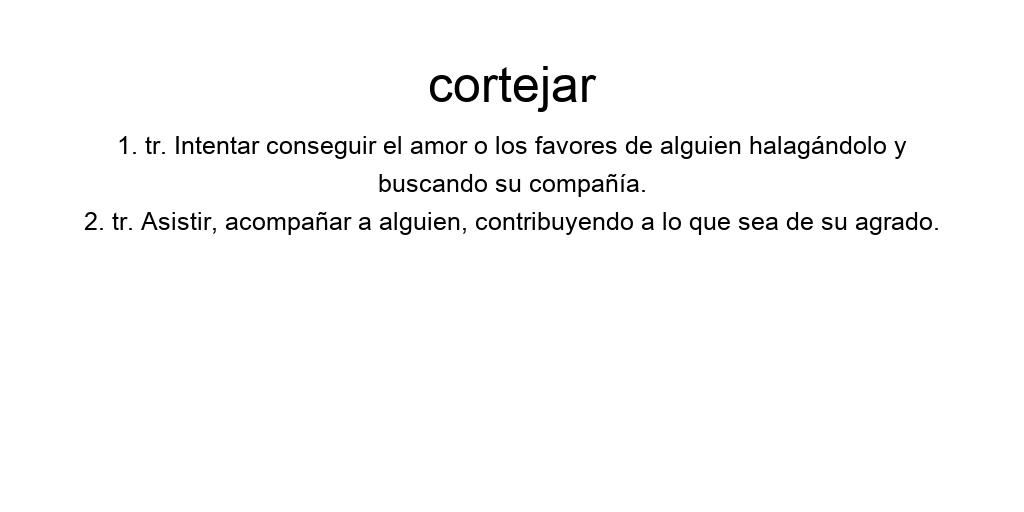 cortejar
1. tr. Intentar conseguir el amor o los favores de alguien halagándolo y
buscando su compañía.
2. tr. Asistir, acompañar a alguien, contribuyendo a lo que sea de su agrado.